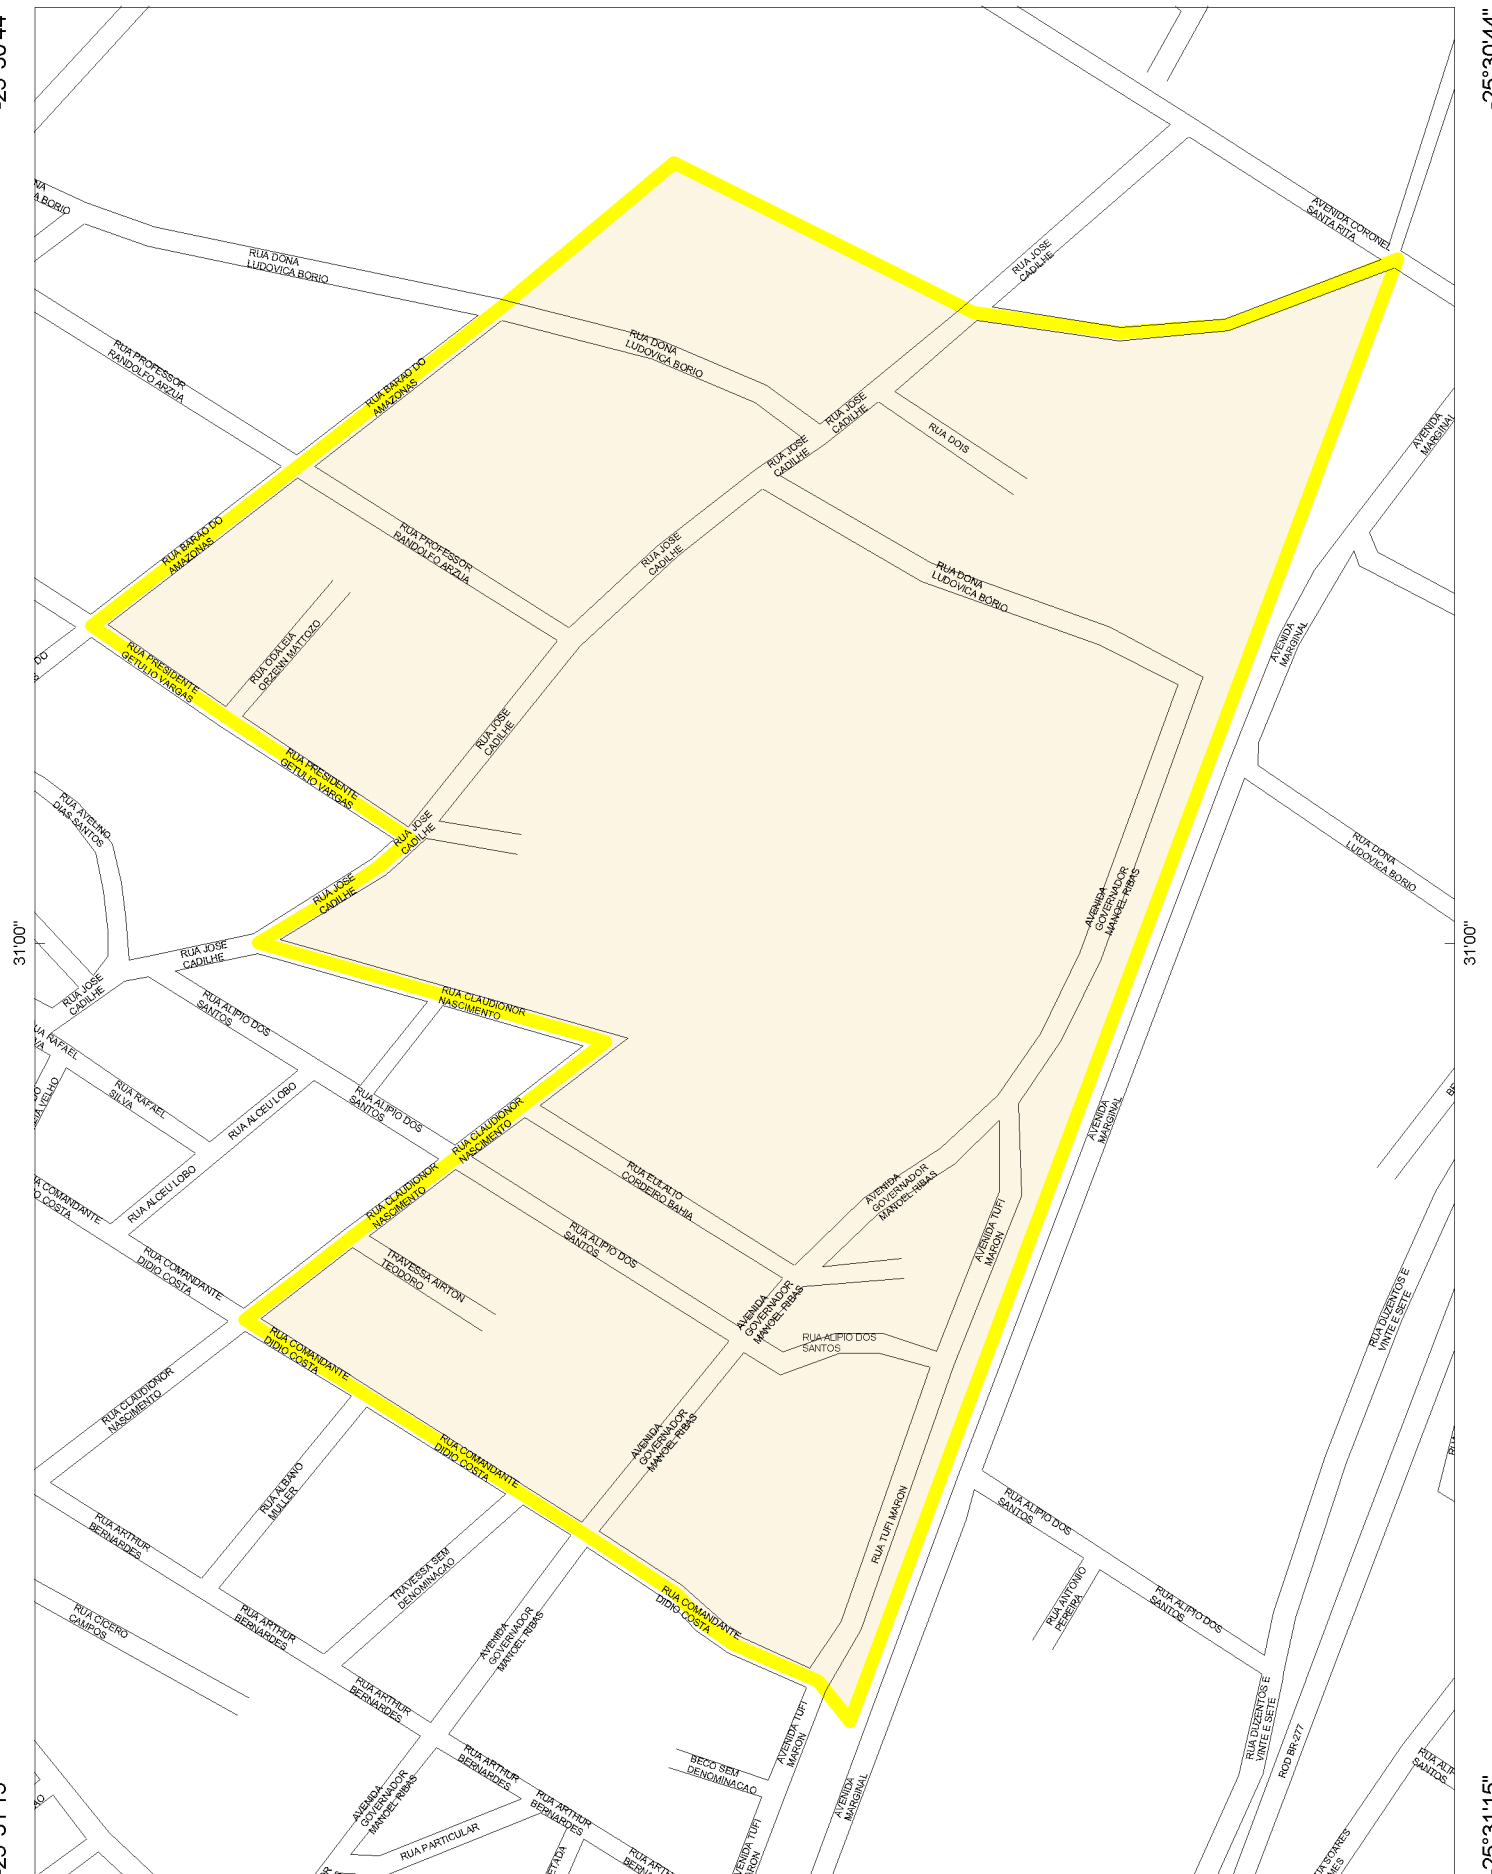 -25°30'44"
AVENIDA CORONEL
SANTA RITA
RUA DONA
LUDOVICA BORIO
RUA JOSE
CADILHE
RUA PROFESSOR
RANDOLFO ARZUA
RUA DONA
LUDOVICA BORIO
RUA BARAO DO
AMAZONAS
RUA JOSE
CADILHE
RUA DOIS
AVENIDA
MARGINAL
RUA JOSE
CADILHE
RUA BARAO DO
AMAZONAS
RUA PROFESSOR
RANDOLFO ARZUA
RUA JOSE
CADILHE
RUA DONA
LUDOVICA BORIO
RUA PRESIDENTE
GETULIO VARGAS
RUA ODALEIA
ORZENN MATTOZO
AVENIDA
MARGINAL
RUA JOSE
CADILHE
RUA PRESIDENTE
GETULIO VARGAS
RUA AVELINO
DIAS SANTOS
RUA JOSE
CADILHE
RUA DONA
LUDOVICA BORIO
RUA JOSE
CADILHE
AVENIDA
GOVERNADOR
MANOEL RIBAS
31'00"
31'00"
RUA JOSE
CADILHE
RUA JOSE
CADILHE
RUA CLAUDIONOR
NASCIMENTO
RUA ALIPIO DOS
SANTOS
RUA RAFAEL
SILVA
RUA ALCEU LOBO
RUA ALIPIO DOS
SANTOS
RUA CLAUDIONOR
NASCIMENTO
AVENIDA
MARGINAL
RUA ALCEU LOBO
RUA CLAUDIONOR
NASCIMENTO
RUA EULALIO
CORDEIRO BAHIA
AVENIDA
GOVERNADOR
MANOEL RIBAS
RUA COMANDANTE
DIDIO COSTA
TRAVESSA AIRTON
TEODORO
RUA ALIPIO DOS
SANTOS
AVENIDA TUFI
MARON
AVENIDA
GOVERNADOR
MANOEL RIBAS
RUA ALIPIO DOS
SANTOS
RUA DUZENTOS E
VINTE E SETE
RUA COMANDANTE
DIDIO COSTA
RUA CLAUDIONOR
NASCIMENTO
AVENIDA
GOVERNADOR
MANOEL RIBAS
RUA COMANDANTE
DIDIO COSTA
RUA ALBANO
MULLER
RUA ARTHUR
BERNARDES
RUA TUFI MARON
RUA ALIPIO DOS
SANTOS
TRAVESSA SEM
DENOMINACAO
RUA CICERO
CAMPOS
RUA ARTHUR
BERNARDES
AVENIDA
GOVERNADOR
MANOEL RIBAS
RUA COMANDANTE
DIDIO COSTA
RUA ANTONIO
PEREIRA
RUA ALIPIO DOS
SANTOS
RUA ARTHUR
BERNARDES
AVENIDA TUFI
MARON
RUA DUZENTOS E
VINTE E SETE
ROD BR-277
RUA ARTHUR
BERNARDES
BECO SEM
DENOMINACAO
AVENIDA
MARGINAL
AVENIDA
GOVERNADOR
MANOEL RIBAS
RUA ARTHUR
BERNARDES
RUA PARTICULAR
-25°31'15"